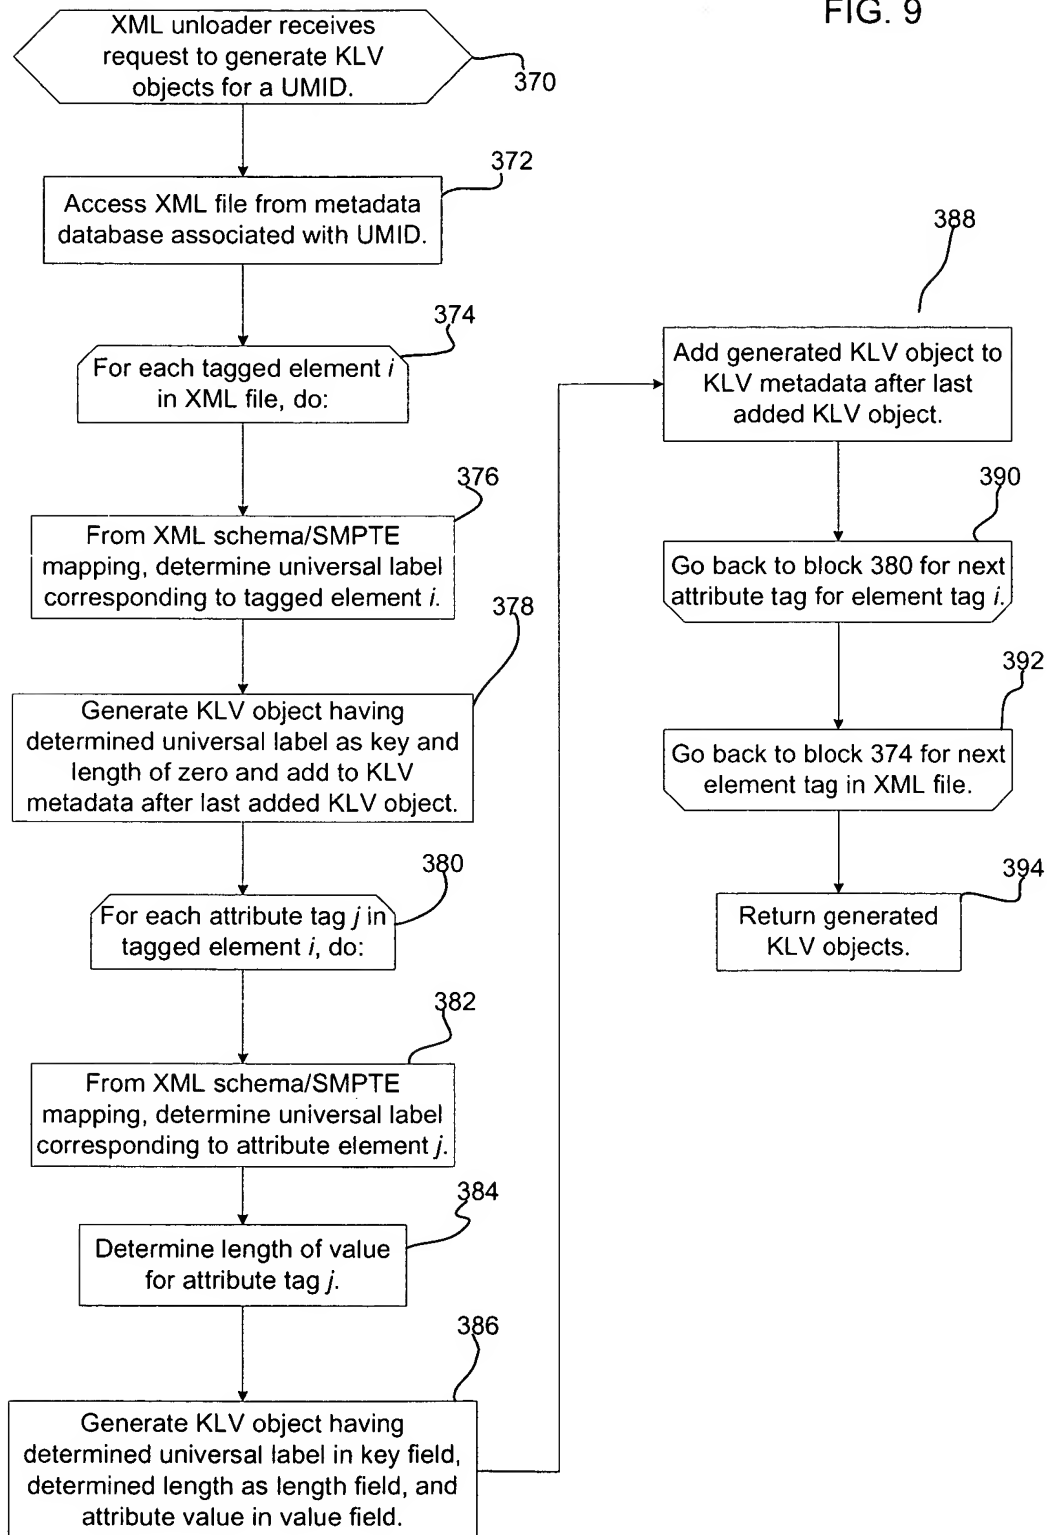 FIG. 9
XML unloader receives
request to generate KLV
objects for a UMID.
370
372
Access XML file from metadata
database associated with UMID.
374
For each tagged element i
in XML file, do:
376
From XML schema/SMPTE
mapping, determine universal label
corresponding to tagged element i.
378
Generate KLV object having
determined universal label as key and
length of zero and add to KLV
metadata after last added KLV object.
380
For each attribute tag j in
tagged element i, do:
382
From XML schema/SMPTE
mapping, determine universal label
corresponding to attribute element j.
384
Determine length of value
for attribute tag j.
386
Generate KLV object having
determined universal label in key field,
determined length as length field, and
attribute value in value field.
388
Add generated KLV object to
KLV metadata after last
added KLV object.
390
Go back to block 380 for next
attribute tag for element tag i.
392
Go back to block 374 for next
element tag in XML file.
394
Return generated
KLV objects.